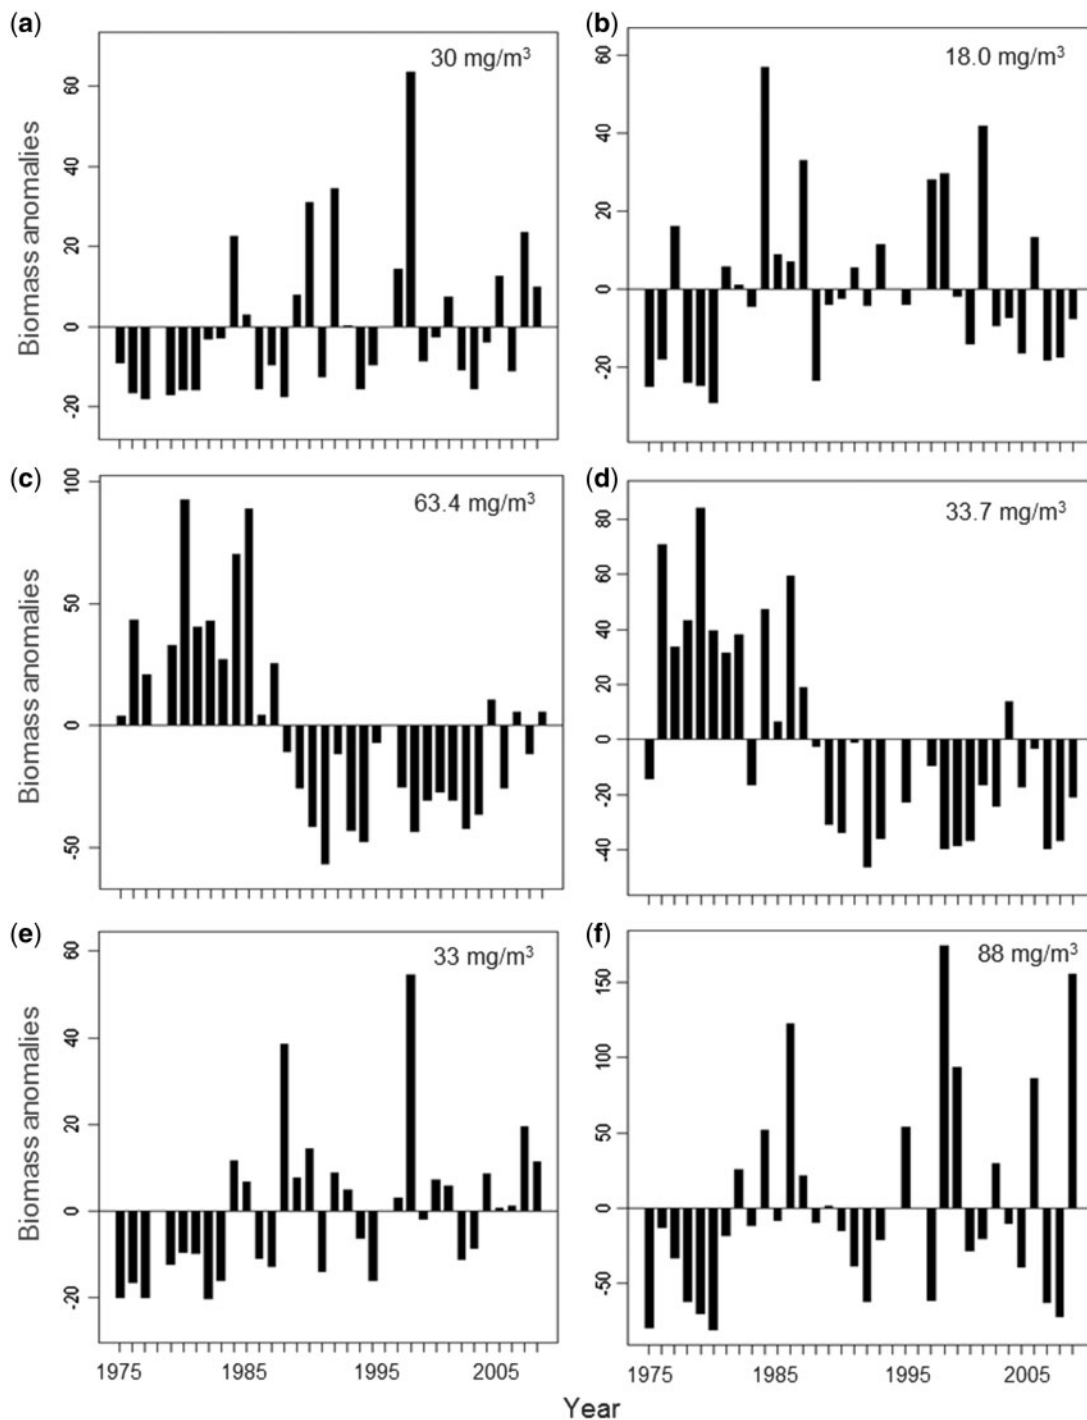 (a)
30 mg/m³
Biomass anomalies
60
40
20
0
-20
(b)
18.0 mg/m³
60
40
20
0
-20
(c)
63.4 mg/m³
Biomass anomalies
100
50
0
-50
(d)
33.7 mg/m³
80
60
40
20
0
-20
-40
(e)
33 mg/m³
Biomass anomalies
60
40
20
0
-20
1975 1985 1995 2005
(f)
88 mg/m³
150
100
50
0
-50
1975 1985 1995 2005
Year